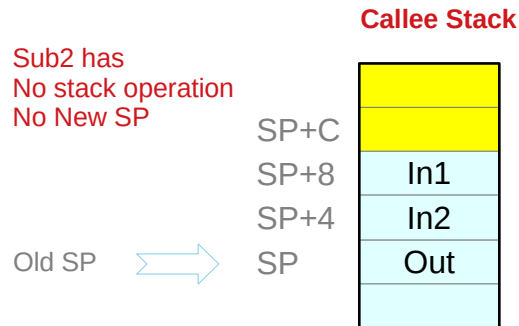 Callee Stack
Sub2 has
No stack operation
No New SP
SP+C
SP+8 In1
SP+4 In2
Old SP SP Out